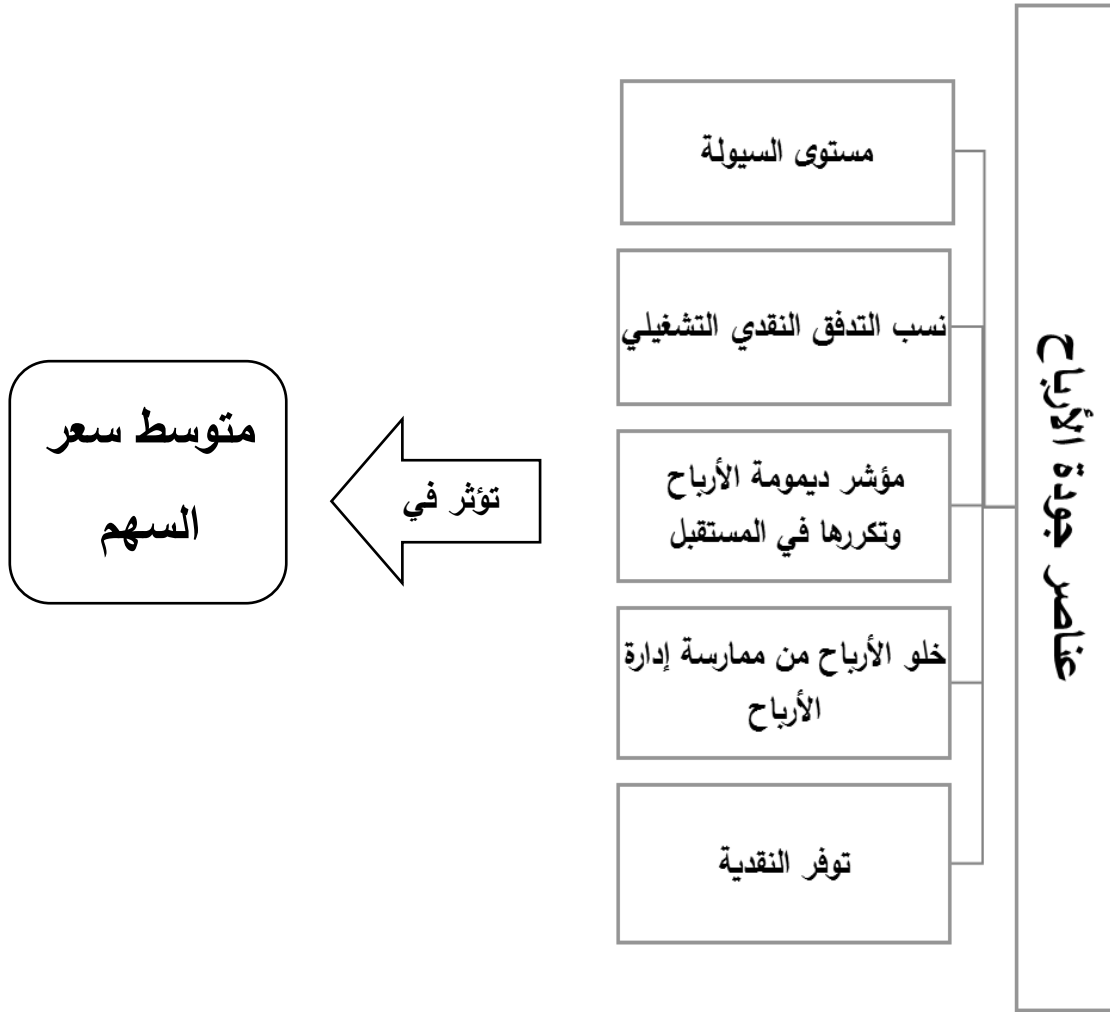 عناصر جودة الأرباح
مستوى السيولة
نسب التدفق النقدي التشغيلي
مؤشر ديمومة الأرباح
وتكررها في المستقبل
خلو الأرباح من ممارسة إدارة
الأرباح
توفر النقدية
تؤثر في
متوسط سعر
السهم